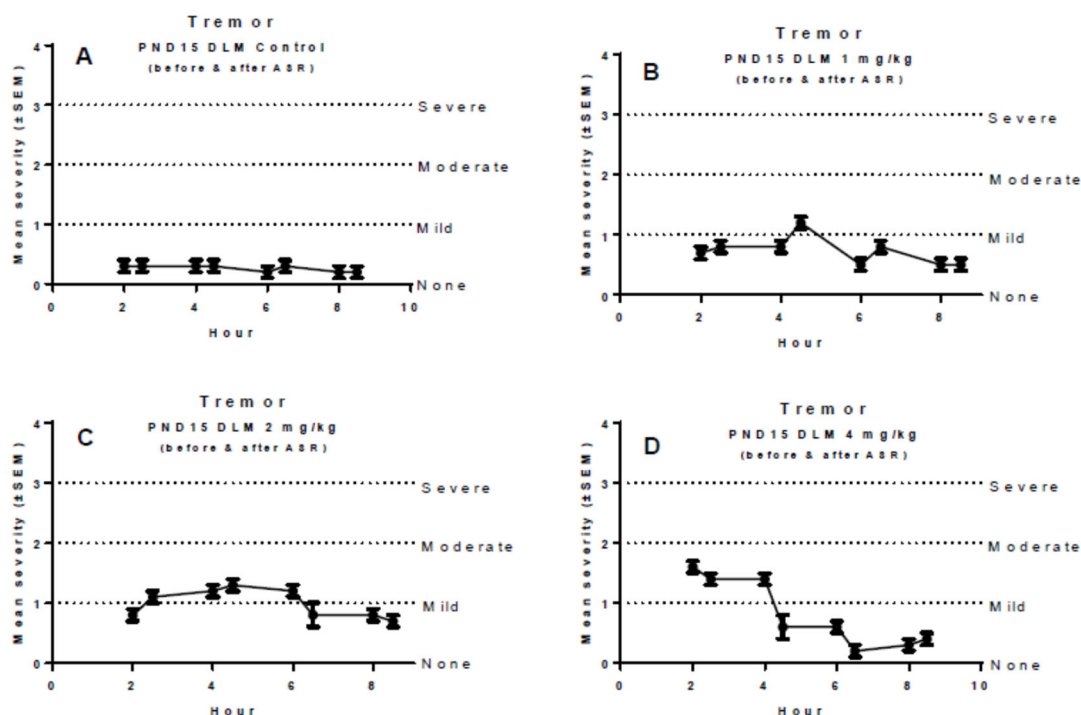 Tremor
A
PND15 DLM Control
(before & after ASR)
Mean severity (±SEM)
4
3
2
1
0
Severe
Moderate
Mild
None
0 2 4 6 8 10
Hour
Tremor
B
PND15 DLM 1 mg/kg
(before & after ASR)
Mean severity (±SEM)
4
3
2
1
0
Severe
Moderate
Mild
None
0 2 4 6 8
Hour
Tremor
C
PND15 DLM 2 mg/kg
(before & after ASR)
Mean severity (±SEM)
4
3
2
1
0
Severe
Moderate
Mild
None
0 2 4 6 8
Hour
Tremor
D
PND15 DLM 4 mg/kg
(before & after ASR)
Mean severity (±SEM)
4
3
2
1
0
Severe
Moderate
Mild
None
0 2 4 6 8 10
Hour